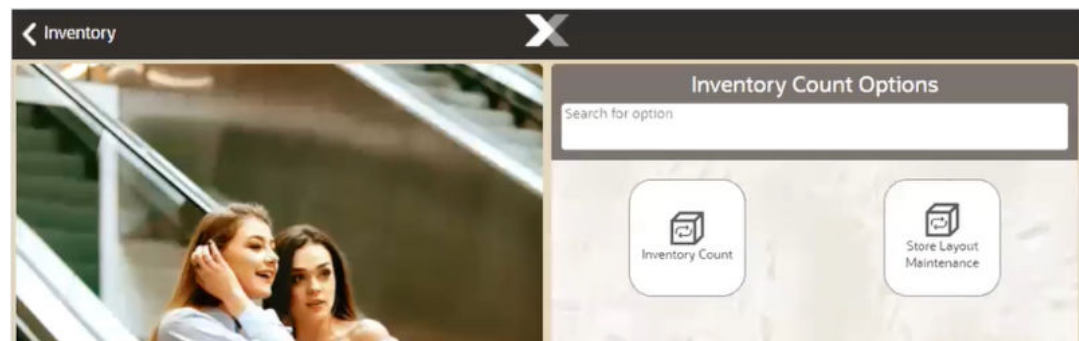 Inventory
Inventory Count Options
Search for option
Inventory Count
Store Layout
Maintenance